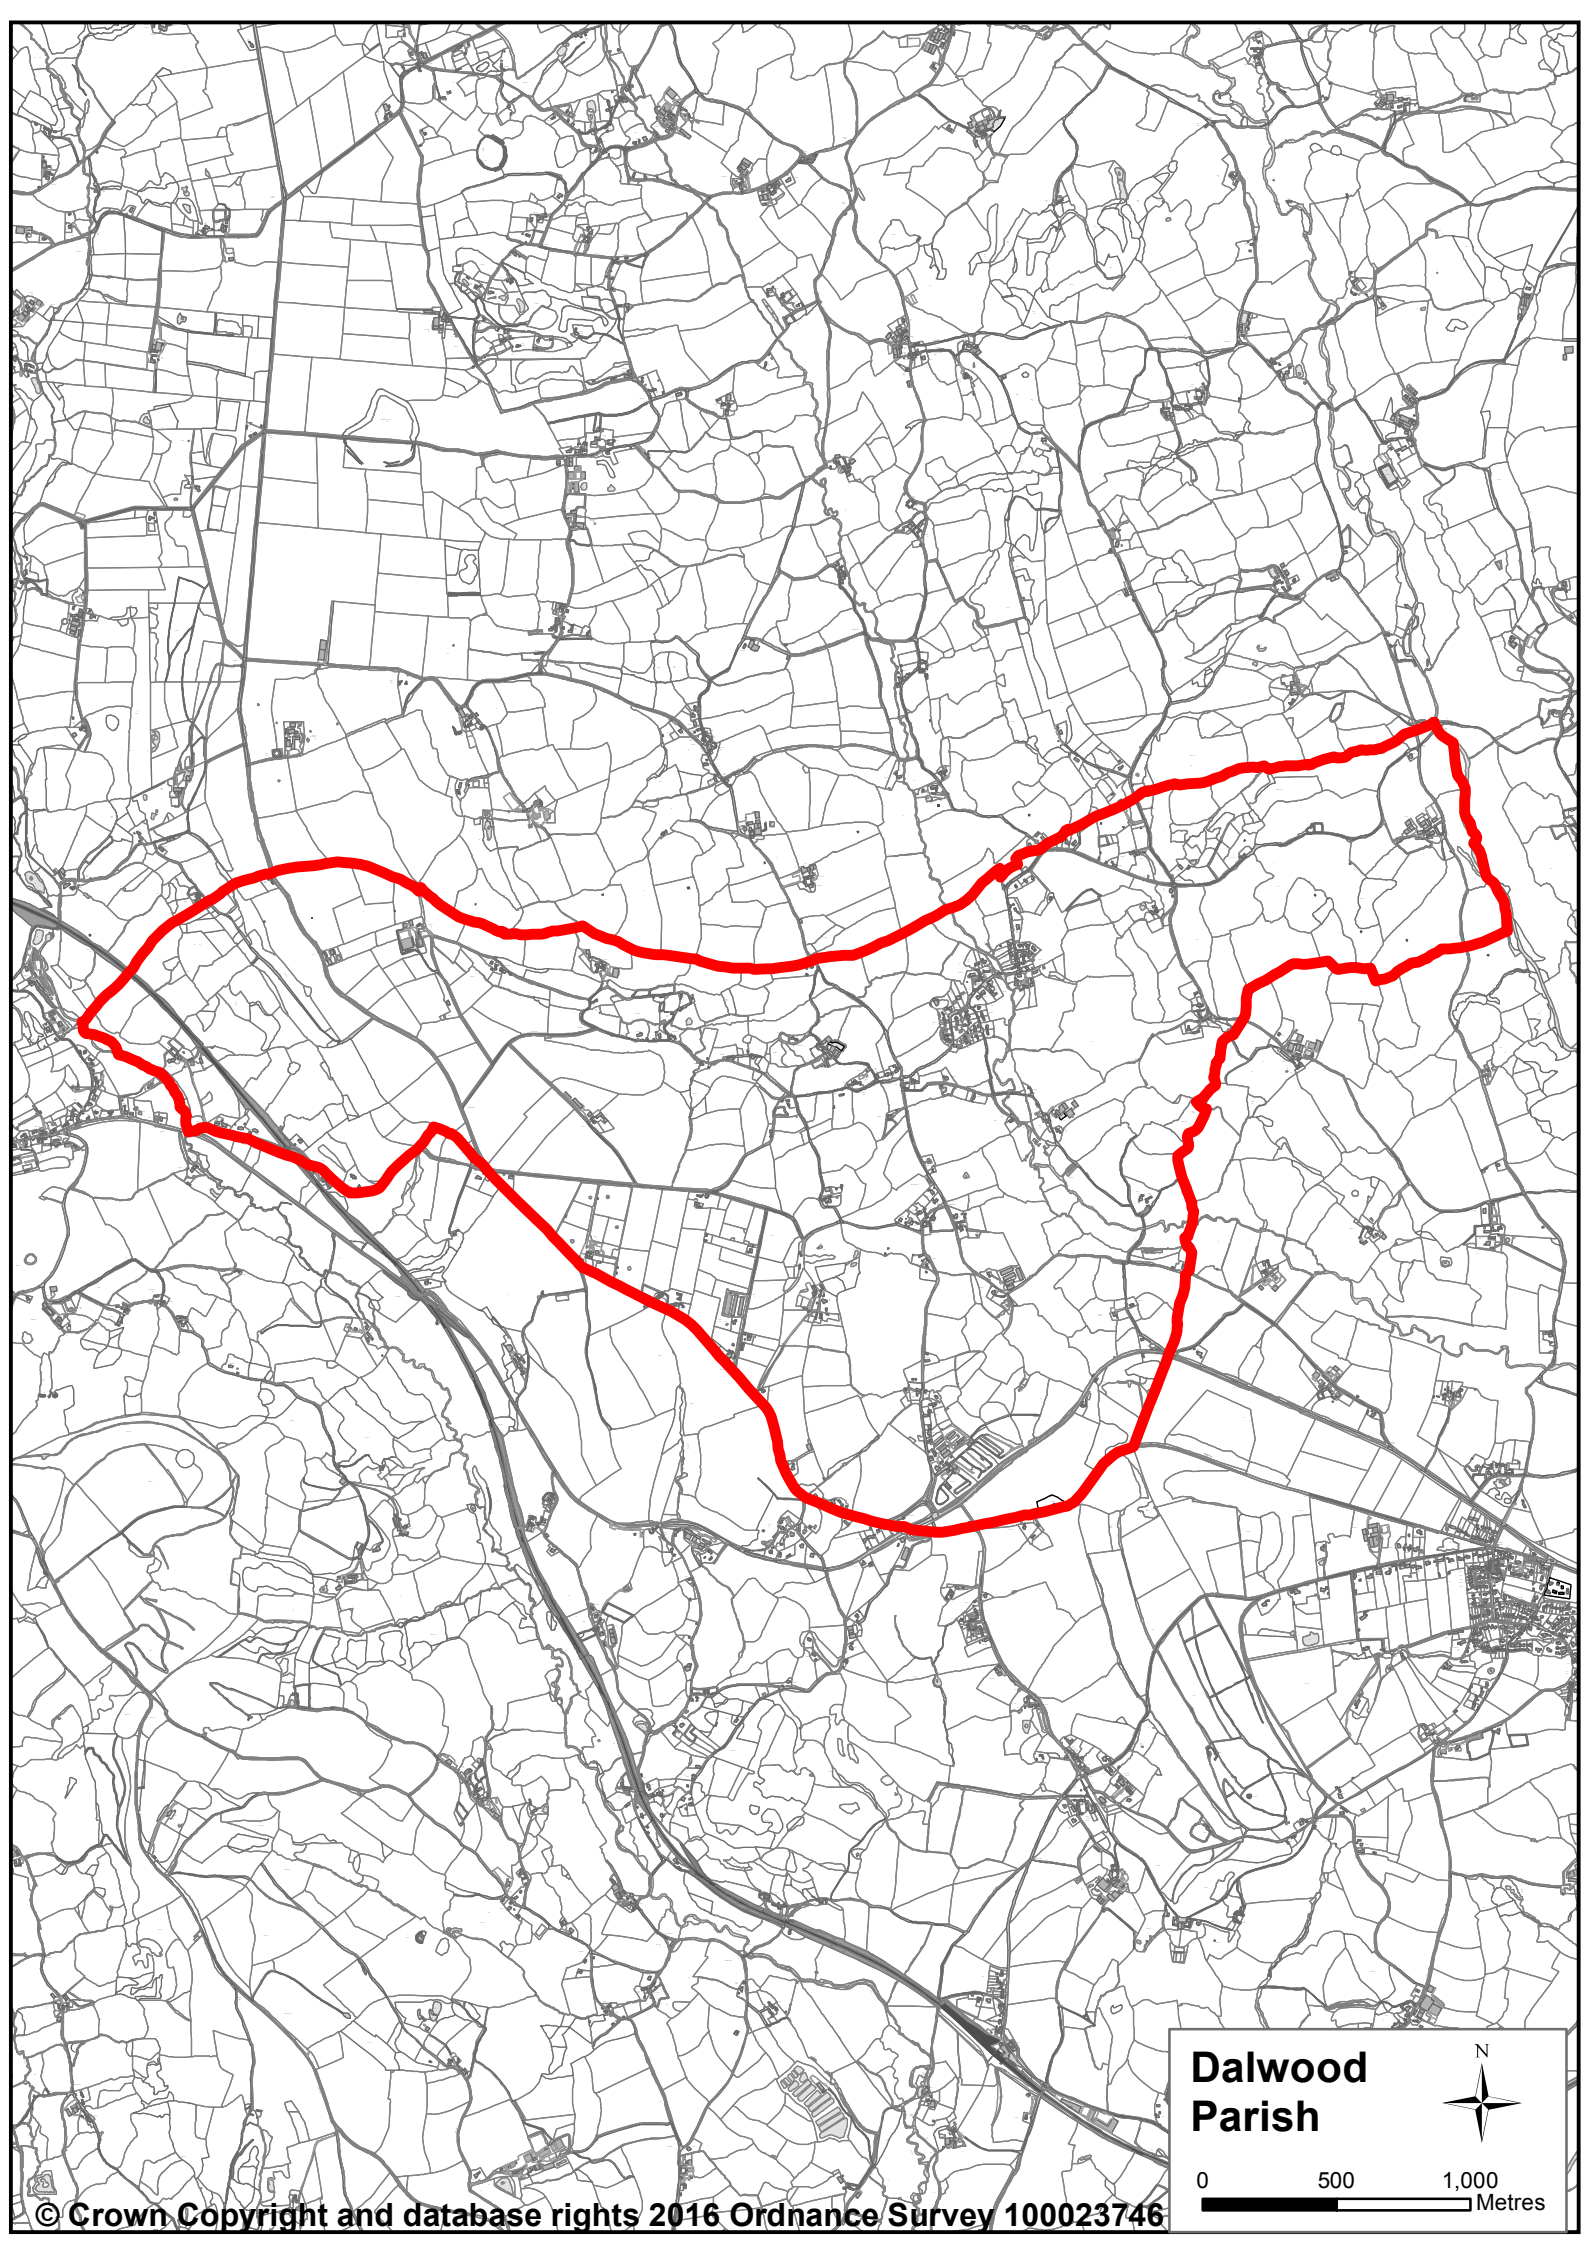 N
Dalwood
Parish
0 500 1,000
Metres
© Crown Copyright and database rights 2016 Ordnance Survey 100023746